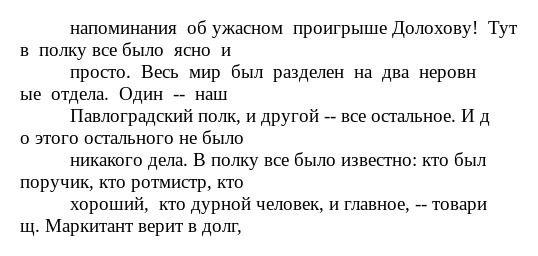 напоминания об ужасном проигрыше Долохову! Тут
в полку все было ясно и
просто. Весь мир был разделен на два неровн
ые отдела. Один -- наш
Павлоградский полк, и другой -- все остальное. И д
о этого остального не было
никакого дела. В полку все было известно: кто был
поручик, кто ротмистр, кто
хороший, кто дурной человек, и главное, -- товари
щ. Маркитант верит в долг,